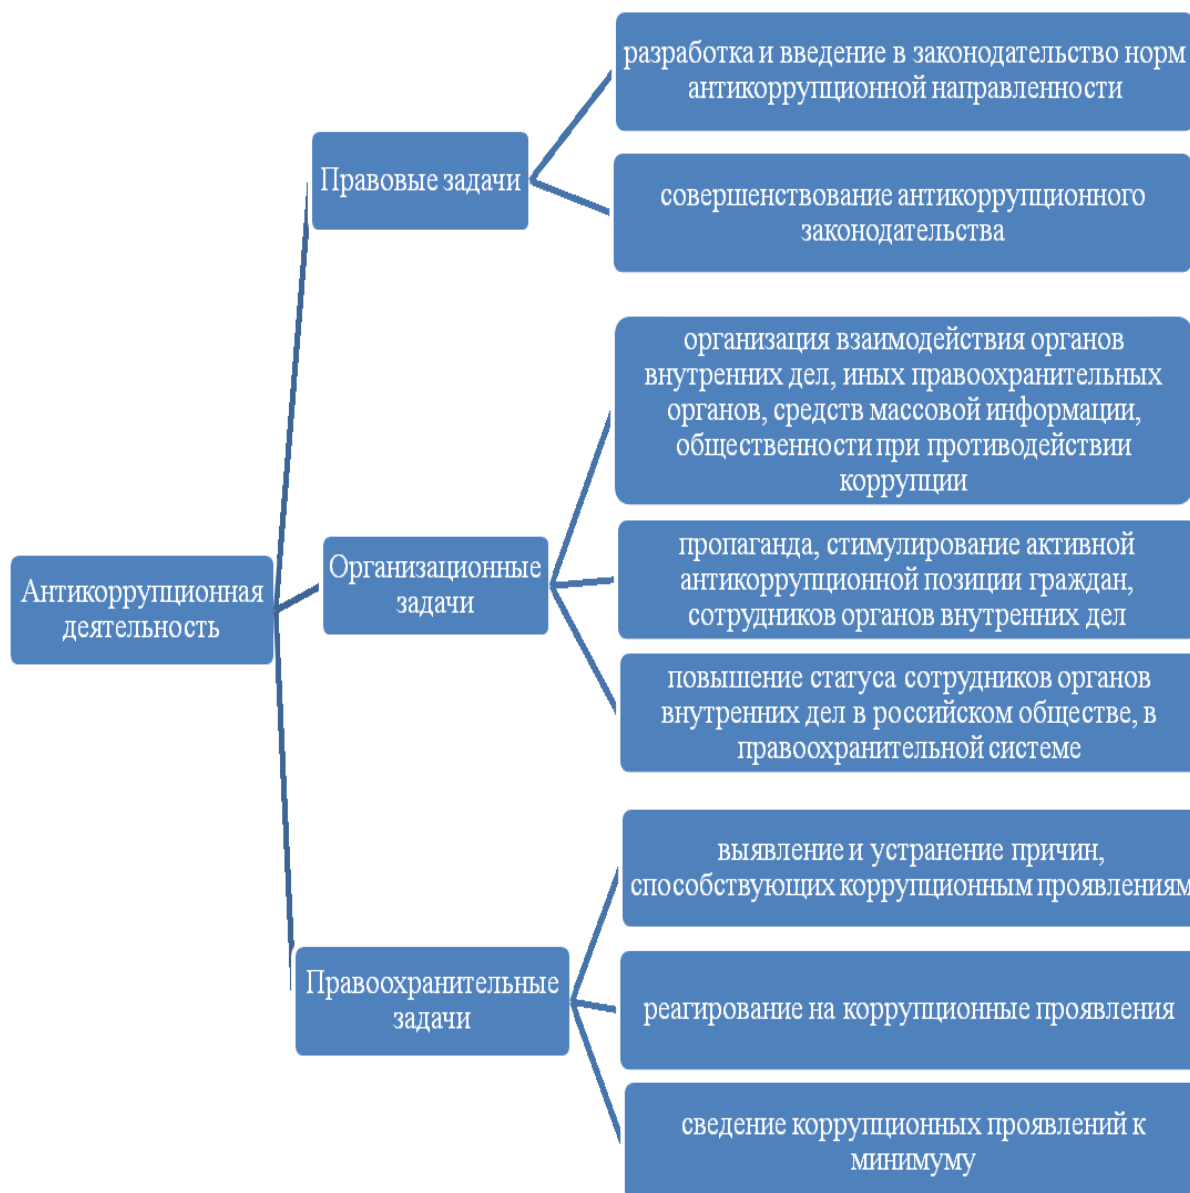 Антикоррупционная
деятельность
Правовые задачи
разработка и введение в законодательство норм
антикоррупционной направленности
совершенствование антикоррупционного
законодательства
Организационные
задачи
организация взаимодействия органов
внутренних дел, иных правоохранительных
органов, средств массовой информации,
общественности при противодействии
коррупции
пропаганда, стимулирование активной
антикоррупционной позиции граждан,
сотрудников органов внутренних дел
повышение статуса сотрудников органов
внутренних дел в российском обществе, в
правоохранительной системе
Правоохранительные
задачи
выявление и устранение причин,
способствующих коррупционным проявлениям
реагирование на коррупционные проявления
сведение коррупционных проявлений к
минимуму